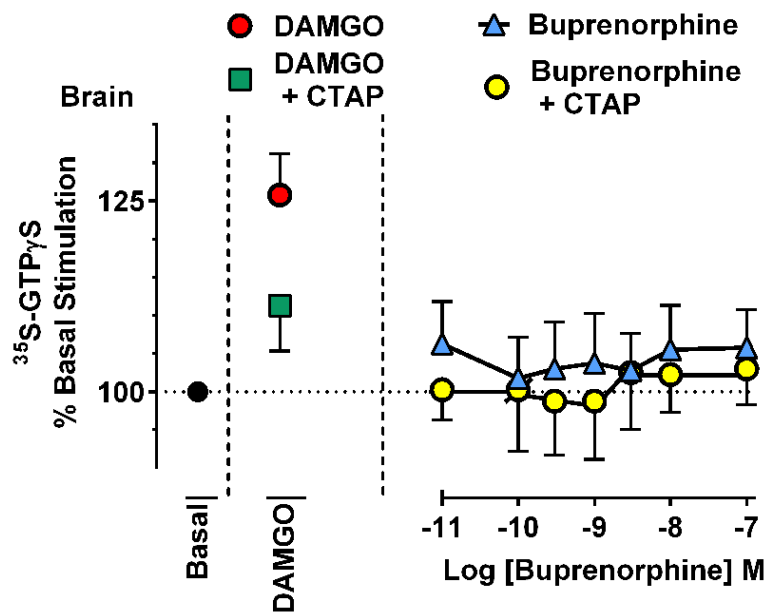 DAMGO
DAMGO
+ CTAP
Buprenorphine
Buprenorphine
+ CTAP
Brain
³⁵S-GTPγS
% Basal Stimulation
125
100
Basal
DAMGO
-11 -10 -9 -8 -7
Log [Buprenorphine] M